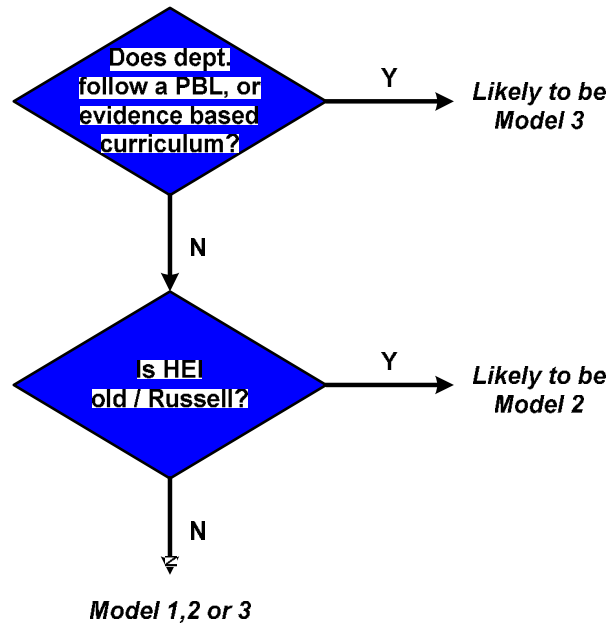 Does dept.
follow a PBL, or
evidence based
curriculum?
Y
Likely to be
Model 3
N
Is HEI
old / Russell?
Y
Likely to be
Model 2
N
N
Model 1,2 or 3